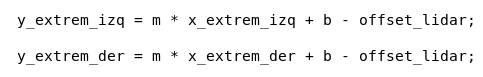 y_extrem_izq = m * x_extrem_izq + b - offset_lidar;
y_extrem_der = m * x_extrem_der + b - offset_lidar;